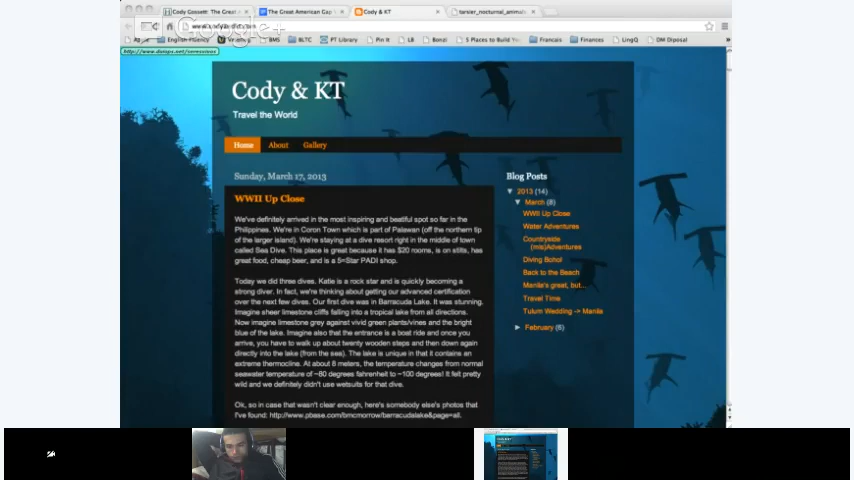 Cody Gossett: The Great
The Great American Gap
Cody & KT
tarsier_nocturnal_animals
Google+
English Fluency
BMS
BLTC
PT Library
Pin It
LB
Bonzi
5 Places to Build
Francais
Finances
LingQ
DM Diposal
Cody & KT
Travel the World
Home About Gallery
Sunday, March 17, 2013
WWII Up Close
We've definitely arrived in the most inspiring and beatiful spot so far in the
Philippines. We're in Coron Town which is part of Palawan (off the northern tip
of the larger island). We're staying at a dive resort right in the middle of town
called Sea Dive. This place is great because it has $20 rooms, is on stilts, has
great food, cheap beer, and is a 5=Star PADI shop.
Today we did three dives. Katie is a rock star and is quickly becoming a
strong diver. In fact, we're thinking about getting our advanced certification
over the next few dives. Our first dive was in Barracuda Lake. It was stunning.
Imagine sheer limestone cliffs falling into a tropical lake from all directions.
Now imagine limestone grey against vivid green plants/vines and the bright
blue of the lake. Imagine also that the entrance is a boat ride and once you
arrive, you have to walk up about twenty wooden steps and then down again
directly into the lake (from the sea). The lake is unique in that it contains an
extreme thermocline. At about 8 meters, the temperature changes from normal
seawater temperature of ~80 degrees fahrenheit to ~100 degrees! It felt pretty
wild and we definitely didn't use wetsuits for that dive.
Ok, so in case that wasn't clear enough, here's somebody else's photos that
I've found: http://www.pbase.com/bmcmorrow/barracudalake&page=all.
Blog Posts
▼ 2013 (14)
▼ March (8)
WWII Up Close
Water Adventures
Countryside
(mis)Adventures
Diving Bohol
Back to the Beach
Manila's great, but...
Travel Time
Tulum Wedding -> Manila
► February (6)